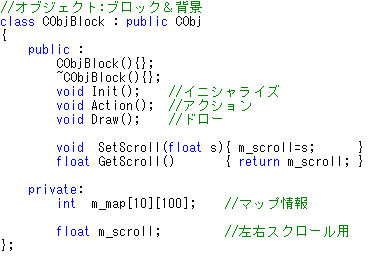 //オブジェクト:ブロック＆背景
class CObjBlock : public CObj
{
    public :
        CObjBlock(){};
        ~CObjBlock(){};
        void Init();    //イニシャライズ
        void Action();  //アクション
        void Draw();    //ドロー

        void  SetScroll(float s){ m_scroll=s;      }
        float GetScroll()       { return m_scroll; }

    private:
        int  m_map[10][100];    //マップ情報

        float m_scroll;         //左右スクロール用
};